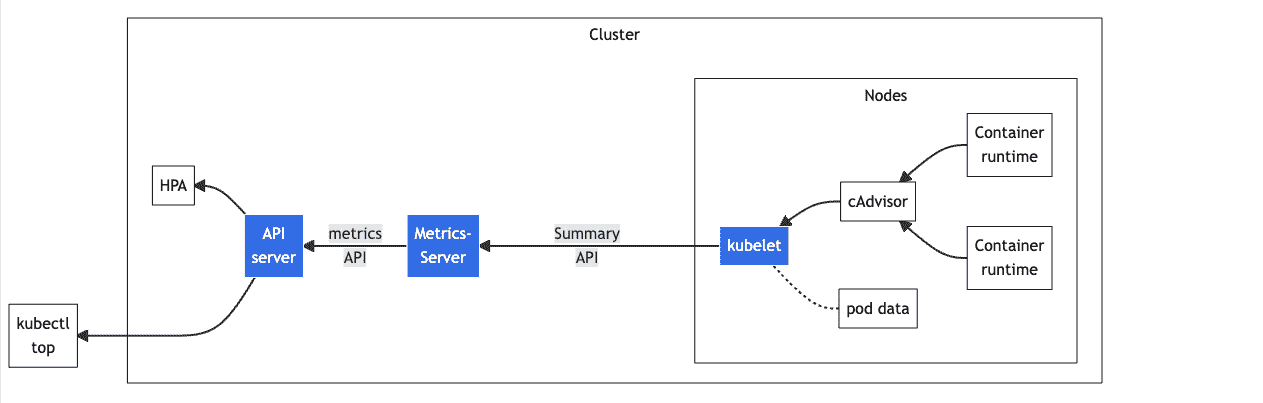 Cluster
Nodes
Container
runtime
HPA
cAdvisor
API
server
metrics
API
Metrics-
Server
Summary
API
kubelet
Container
runtime
pod data
kubectl
top